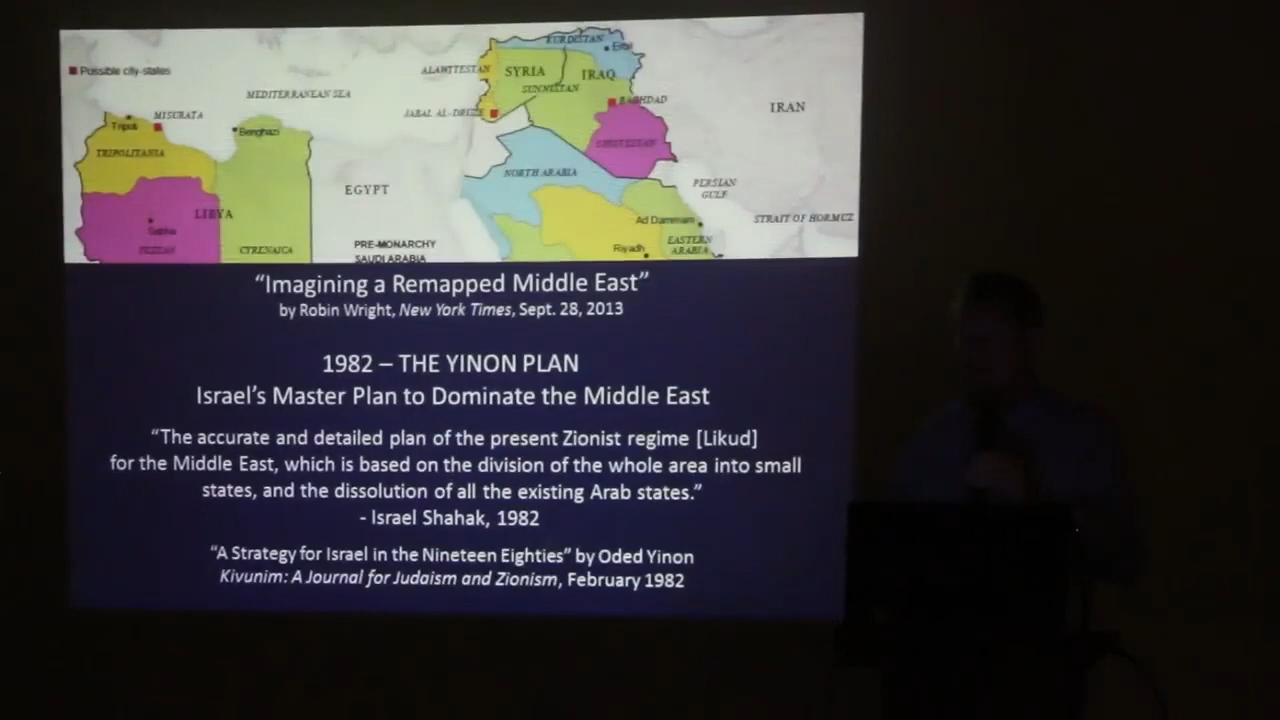 KURDISTAN
Erbil
ALAWITESTAN
SYRIA
IRAQ
Possible city-states
SUNNISTAN
MEDITERRANEAN SEA
BAGHDAD
IRAN
JABAL AL-DRUZE
MISURATA
Tripoli
Benghazi
SHIITESTAN
TRIPOLITANIA
NORTH ARABIA
PERSIAN
GULF
EGYPT
LIBYA
STRAIT OF HORMUZ
Ad Dammam
Sabha
FEZZAN
CYRENAICA
PRE-MONARCHY
SAUDI ARABIA
Riyadh
EASTERN
ARABIA
“Imagining a Remapped Middle East”
by Robin Wright, New York Times, Sept. 28, 2013
1982 – THE YINON PLAN
Israel’s Master Plan to Dominate the Middle East
“The accurate and detailed plan of the present Zionist regime [Likud]
for the Middle East, which is based on the division of the whole area into small
states, and the dissolution of all the existing Arab states.”
- Israel Shahak, 1982
“A Strategy for Israel in the Nineteen Eighties” by Oded Yinon
Kivunim: A Journal for Judaism and Zionism, February 1982